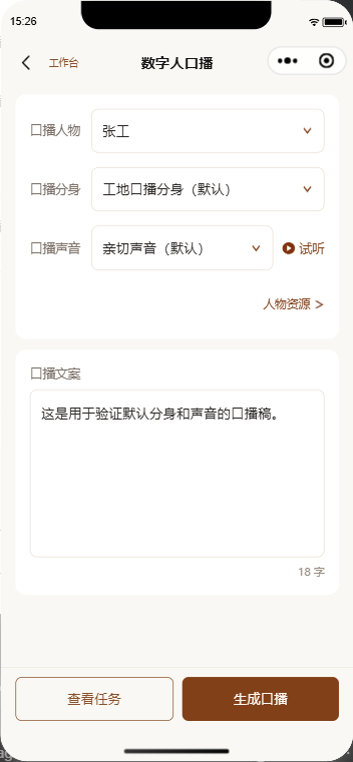 15:26
工作台
数字人口播
口播人物
张工
口播分身
工地口播分身（默认）
口播声音
亲切声音（默认）
试听
人物资源 >
口播文案
这是用于验证默认分身和声音的口播稿。
18 字
查看任务
生成口播